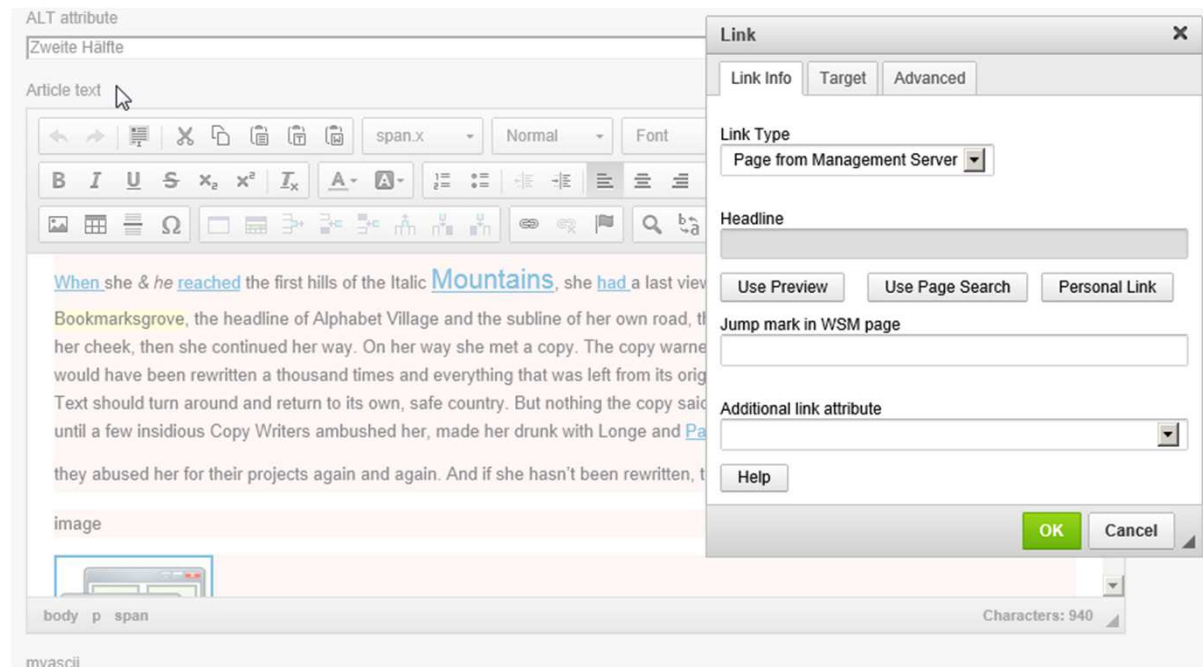 ALT attribute
Zweite Hälfte
Article text
span.x
Normal
Font
B I U S x₂ x² Ix A A
When she & he reached the first hills of the Italic Mountains, she had a last view
Bookmarksgrove, the headline of Alphabet Village and the subline of her own road, th
her cheek, then she continued her way. On her way she met a copy. The copy warne
would have been rewritten a thousand times and everything that was left from its orig
Text should turn around and return to its own, safe country. But nothing the copy said
until a few insidious Copy Writers ambushed her, made her drunk with Longe and Pa
they abused her for their projects again and again. And if she hasn't been rewritten, t
image
body p span
Characters: 940
myascii
Link
Link Info
Target
Advanced
Link Type
Page from Management Server
Headline
Use Preview
Use Page Search
Personal Link
Jump mark in WSM page
Additional link attribute
Help
OK
Cancel